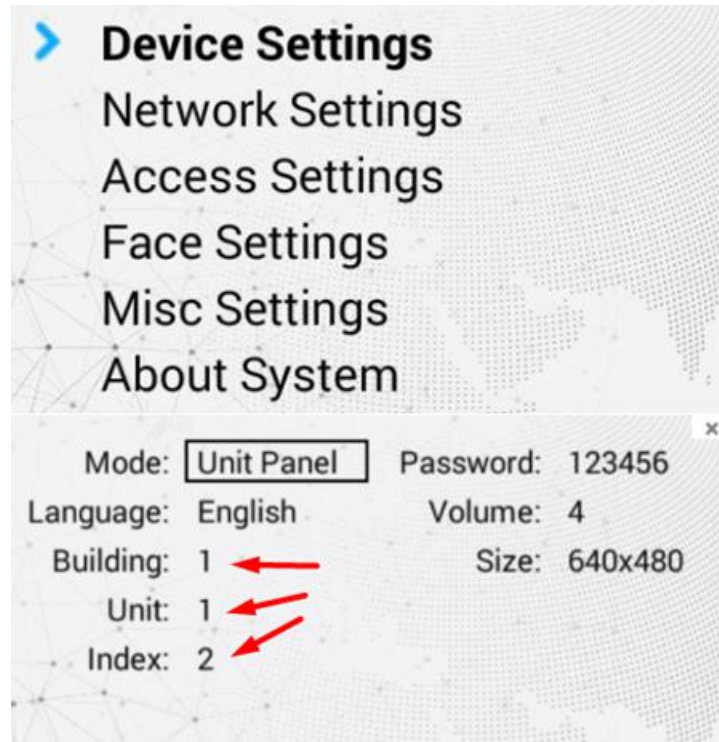 Device Settings
Network Settings
Access Settings
Face Settings
Misc Settings
About System
Mode: Unit Panel Password: 123456
Language: English Volume: 4
Building: 1 Size: 640x480
Unit: 1
Index: 2